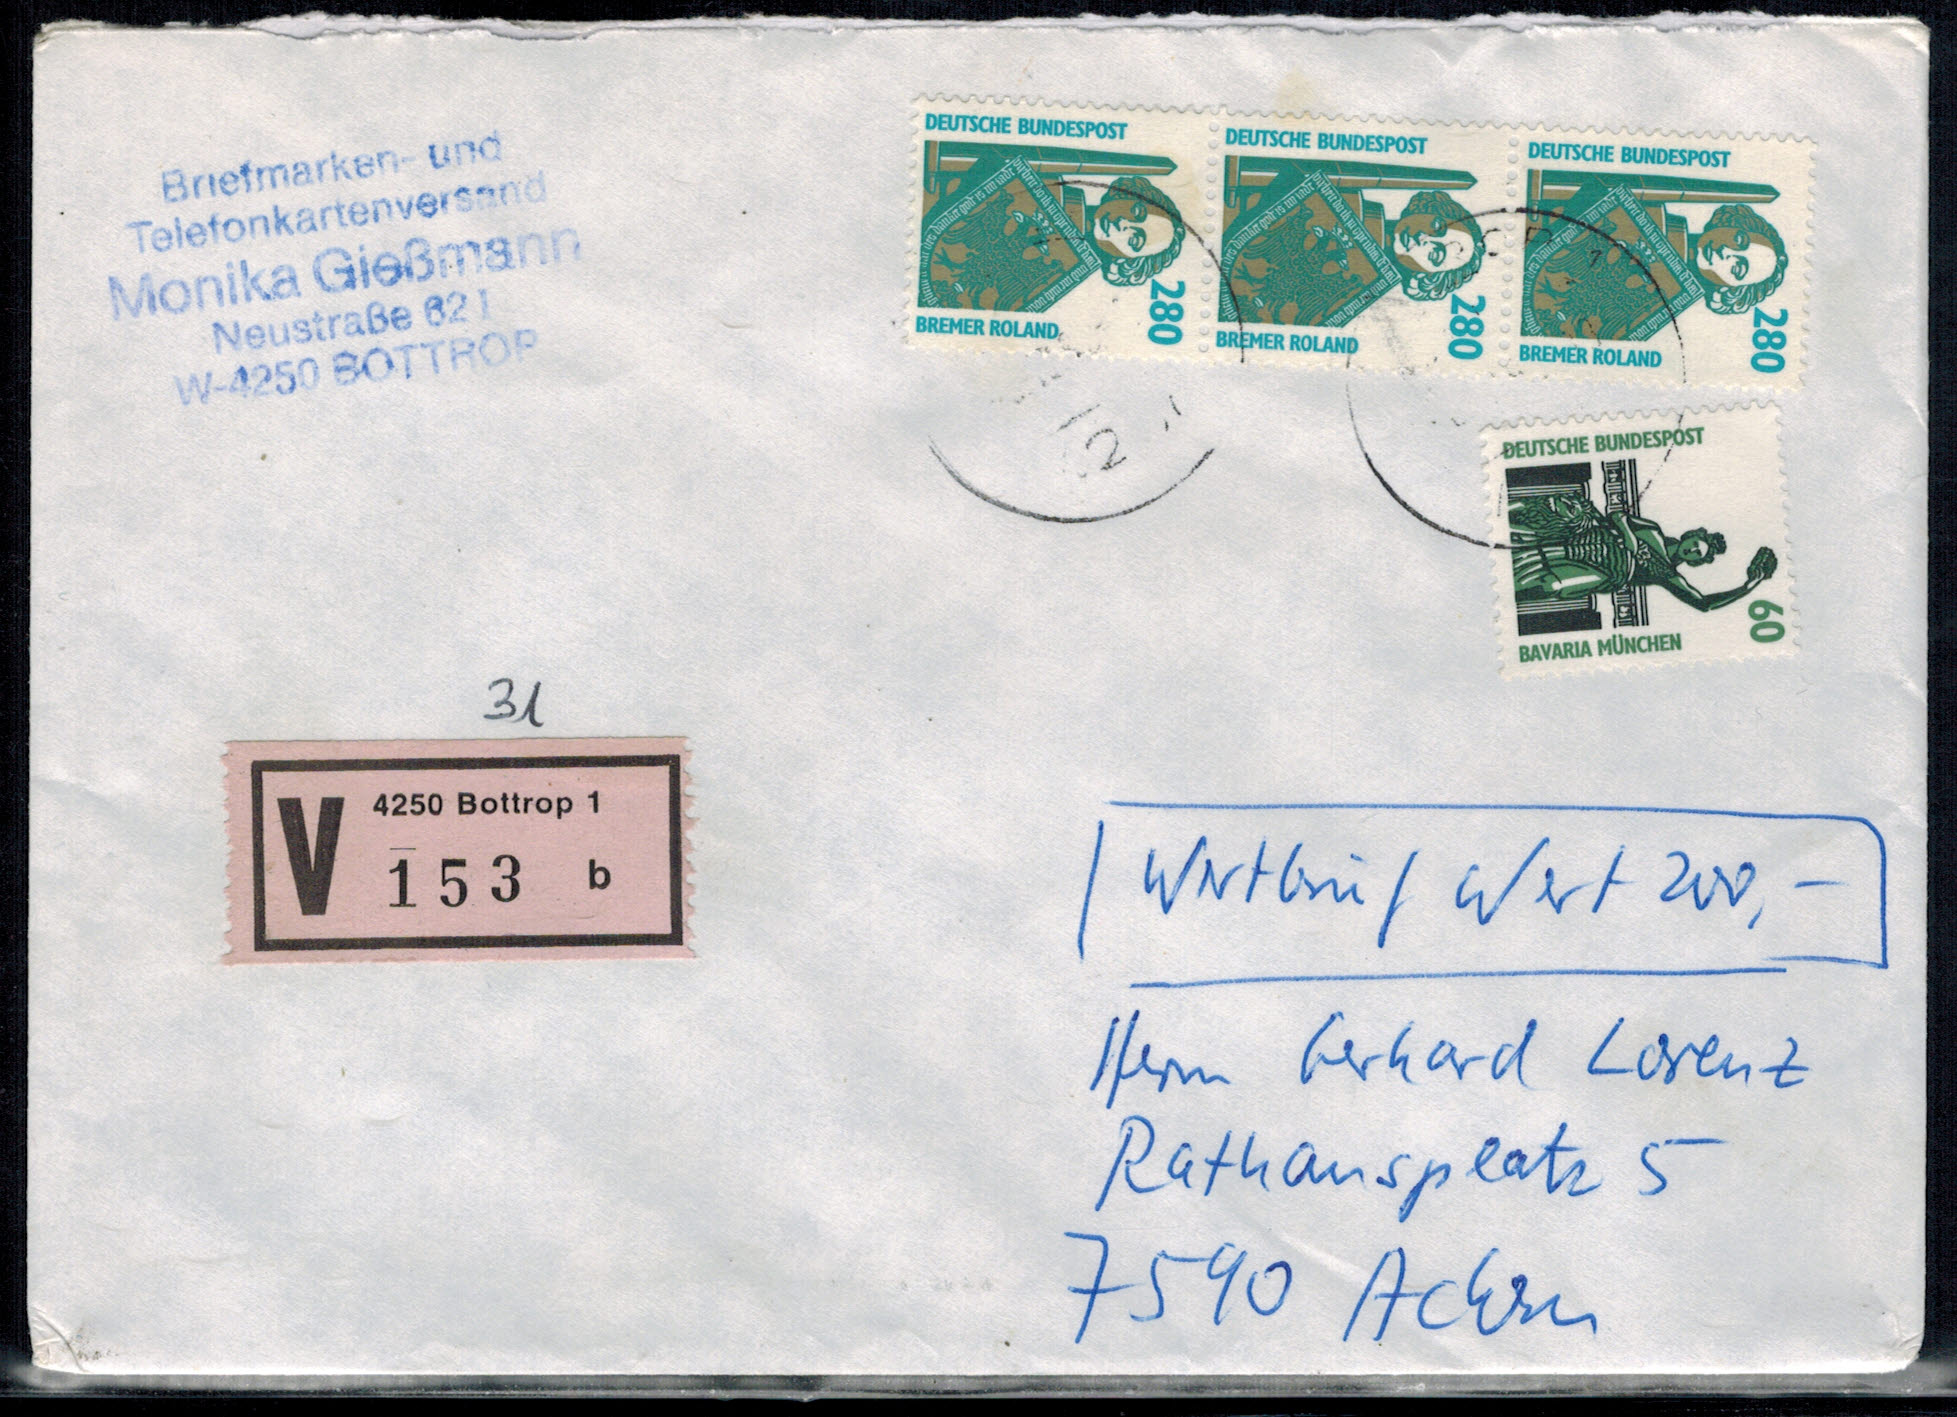 Briefmarken- und
Telefonkartenversand
Monika Gießmann
Neustraße 62
W-4250 BOTTROP
DEUTSCHE BUNDESPOST
280
BREMER ROLAND
DEUTSCHE BUNDESPOST
280
BREMER ROLAND
DEUTSCHE BUNDESPOST
280
BREMER ROLAND
DEUTSCHE BUNDESPOST
60
BAVARIA MÜNCHEN
31
V
4250 Bottrop 1
153 b
Wertbrief Wert 200,-
Herrn Gerhard Lorenz
Rathausplatz 5
7590 Achern